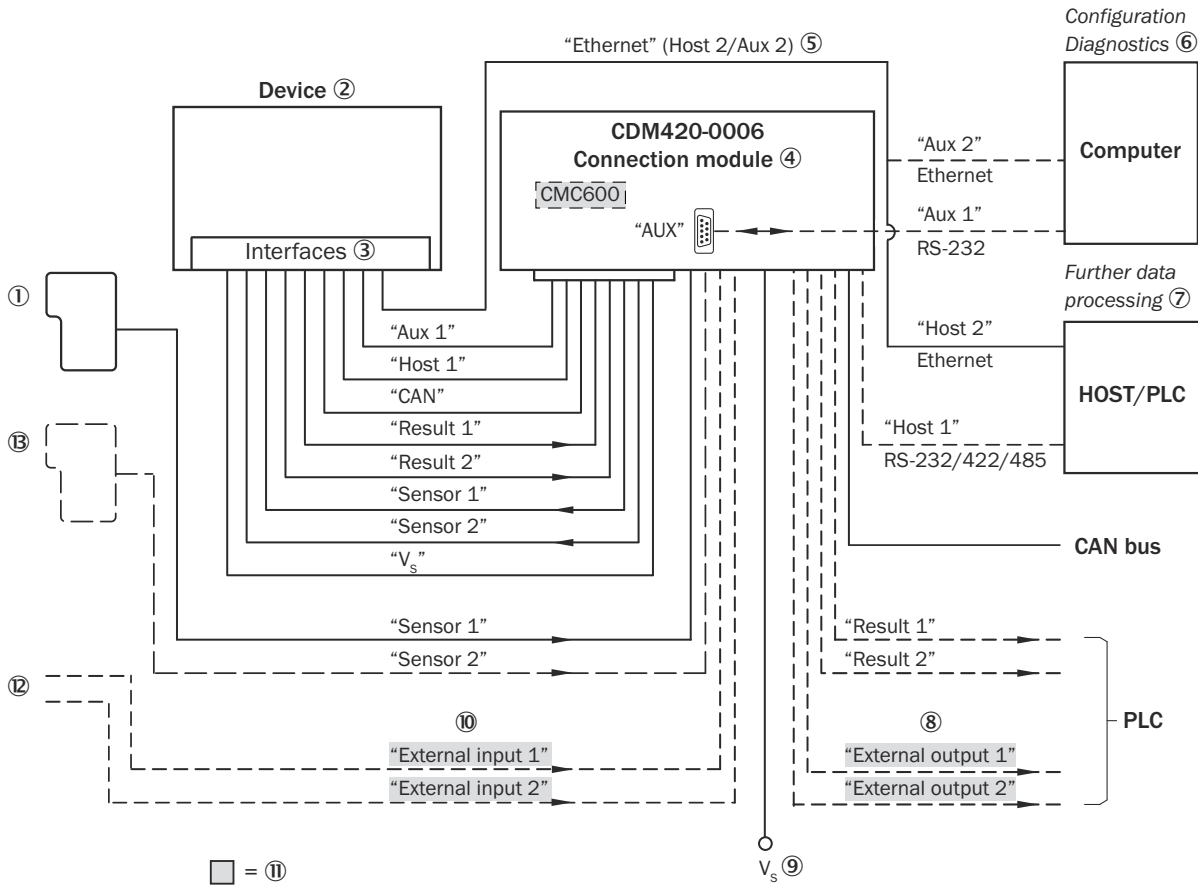 Configuration
Diagnostics ⑥
“Ethernet” (Host 2/Aux 2) ⑤
Device ②
CDM420-0006
Connection module ④
CMC600
“AUX”
“Aux 2”
Ethernet
“Aux 1”
RS-232
Computer
Interfaces ③
①
Further data
processing ⑦
“Aux 1”
“Host 1”
“CAN”
“Result 1”
“Result 2”
“Sensor 1”
“Sensor 2”
“Vs”
“Host 2”
Ethernet
HOST/PLC
“Host 1”
RS-232/422/485
⑬
CAN bus
“Sensor 1”
“Sensor 2”
“Result 1”
“Result 2”
⑫
⑩
“External input 1”
“External input 2”
⑧
“External output 1”
“External output 2”
PLC
= ⑪
Vs ⑨